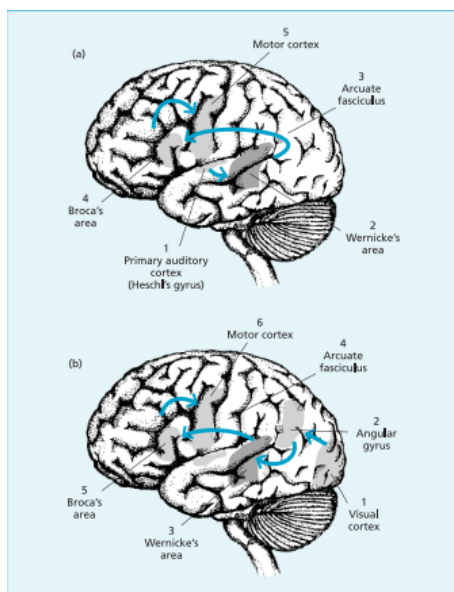 (a)
5
Motor cortex
3
Arcuate
fasciculus
4
Broca's
area
2
Wernicke's
area
1
Primary auditory
cortex
(Heschl's gyrus)
(b)
6
Motor cortex
4
Arcuate
fasciculus
2
Angular
gyrus
5
Broca's
area
1
Visual
cortex
3
Wernicke's
area